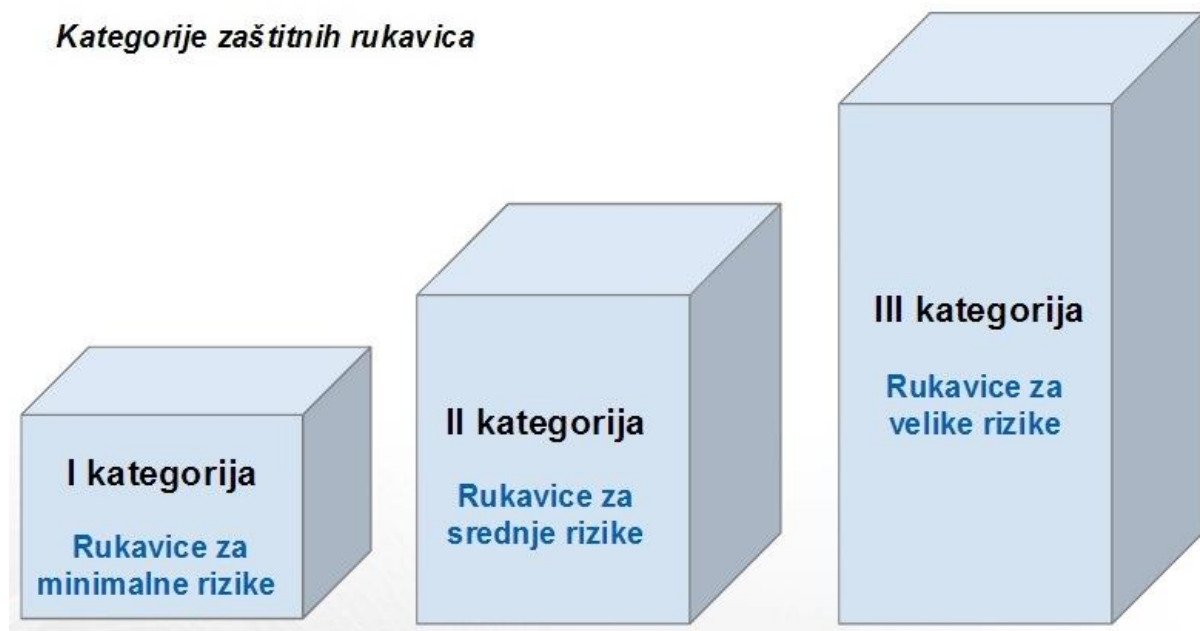 Kategorije zaštitnih rukavica
I kategorija
Rukavice za
minimalne rizike
II kategorija
Rukavice za
srednje rizike
III kategorija
Rukavice za
velike rizike